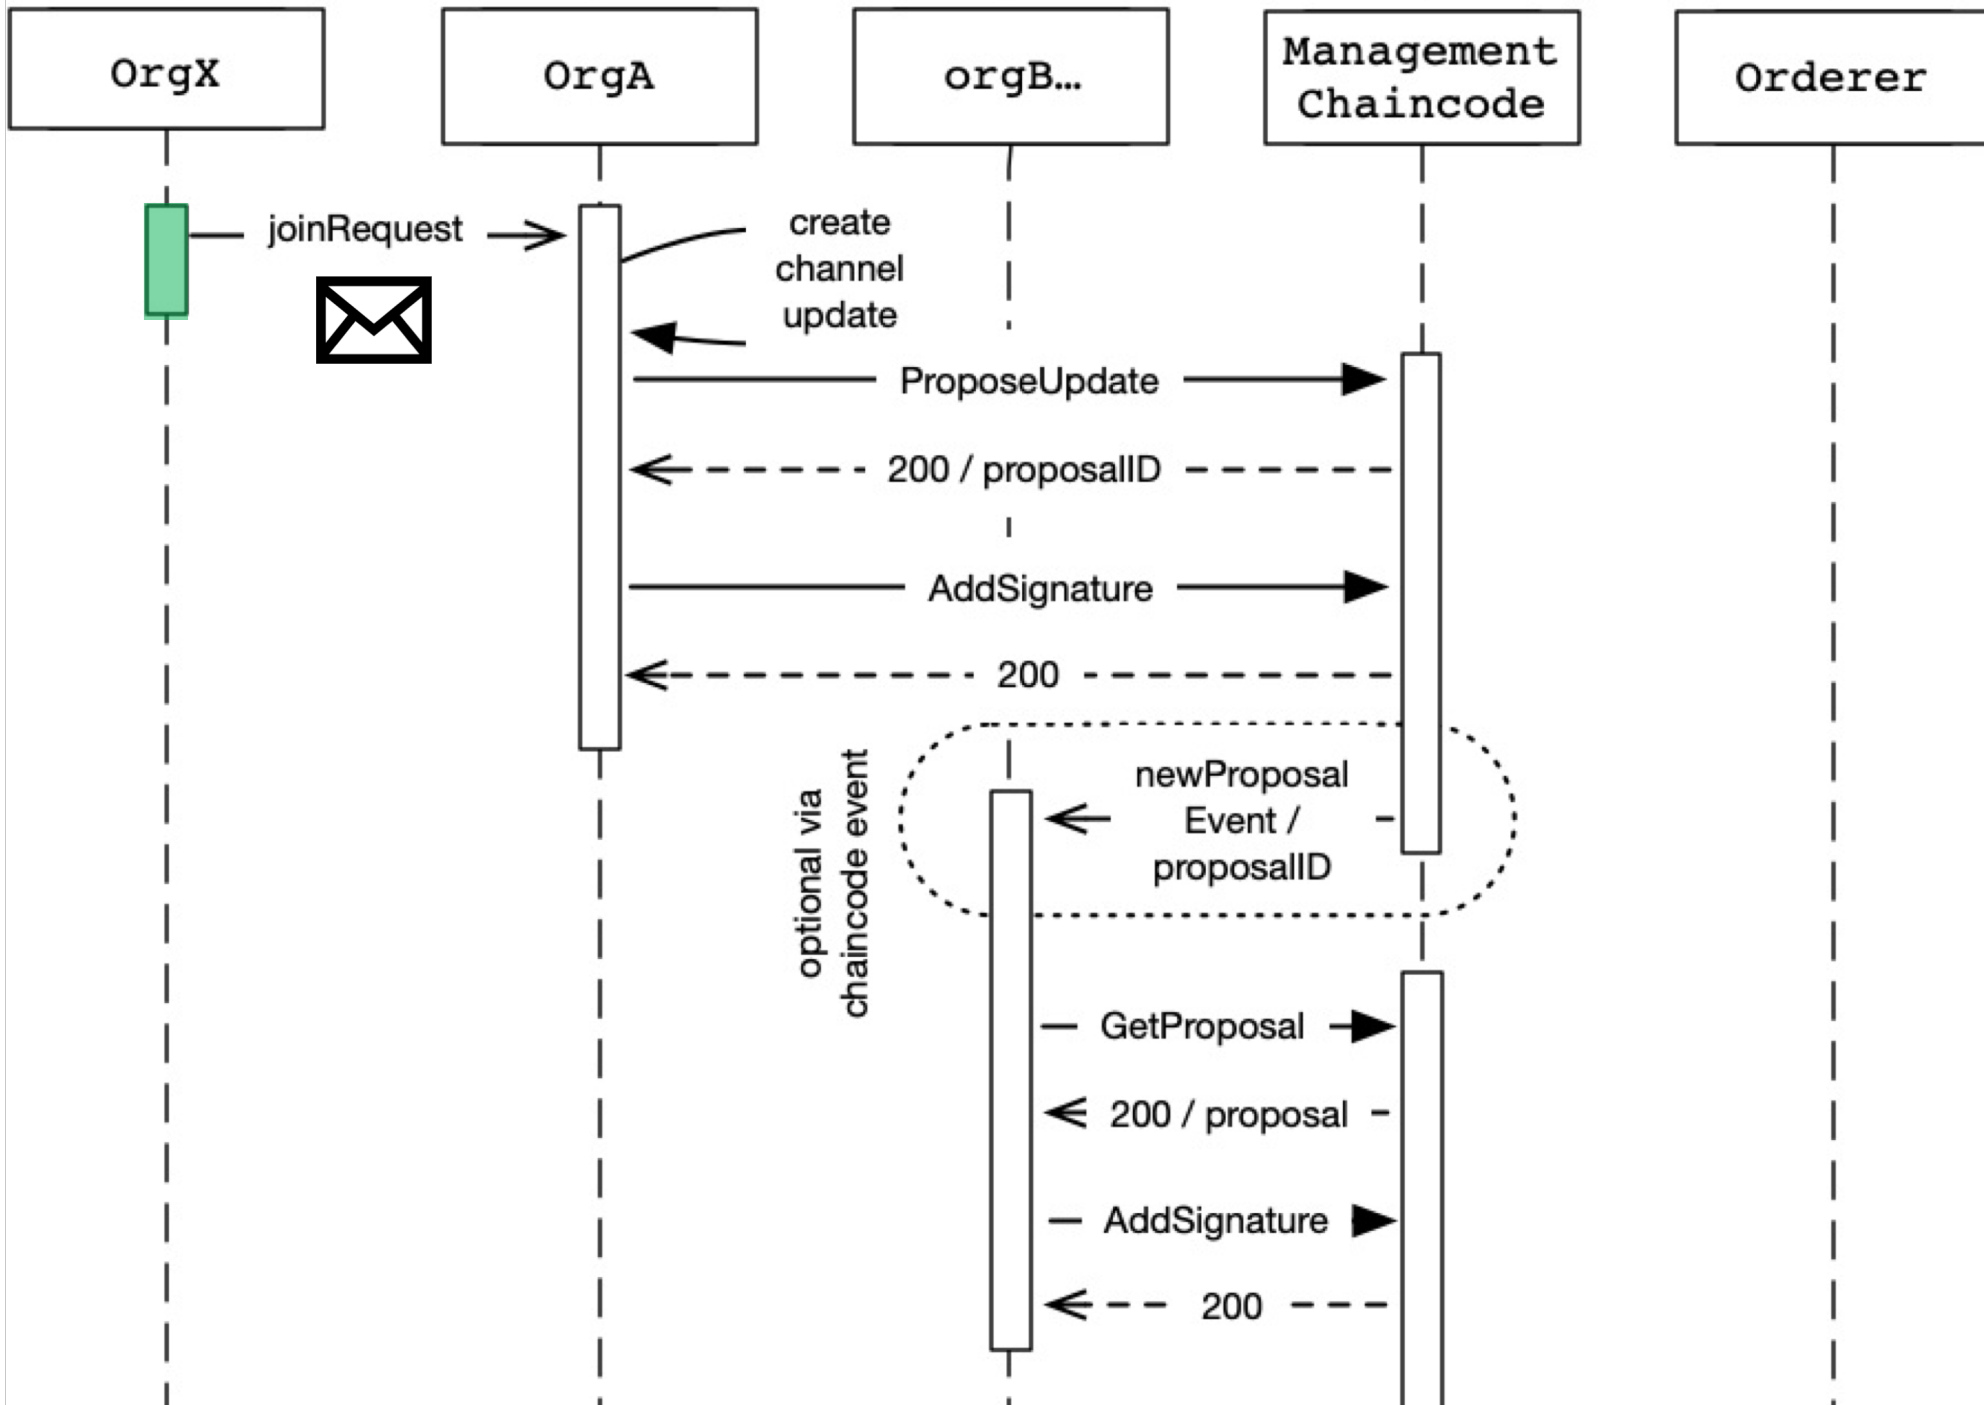 OrgX
OrgA
orgB…
Management
Chaincode
Orderer
joinRequest
create
channel
update
ProposeUpdate
200 / proposalID
AddSignature
200
optional via
chaincode event
newProposal
Event /
proposalID
GetProposal
200 / proposal
AddSignature
200